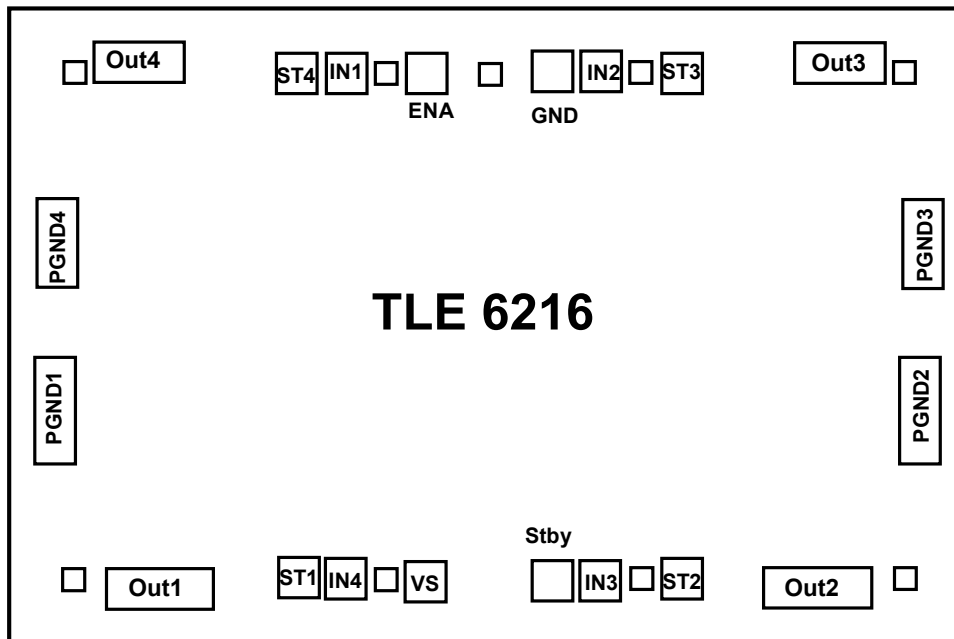 Out4
ST4 IN1
ENA
GND
IN2 ST3
Out3
PGND4
PGND3
TLE 6216
PGND1
PGND2
Out1
ST1 IN4 VS
Stby
IN3 ST2
Out2